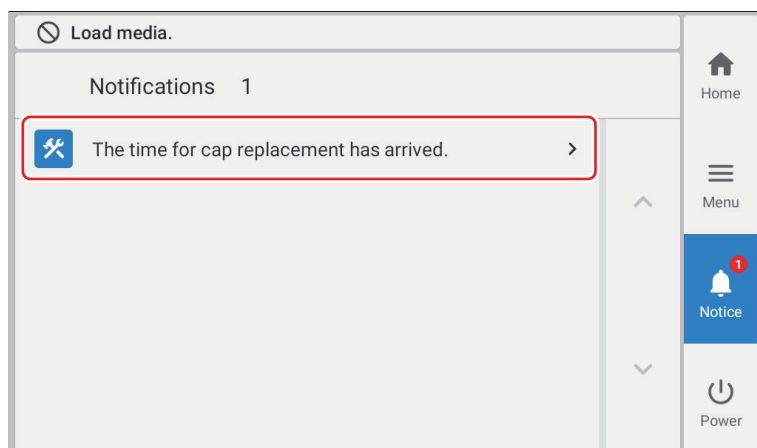 Load media.
Notifications 1
The time for cap replacement has arrived.
Home
Menu
1
Notice
Power